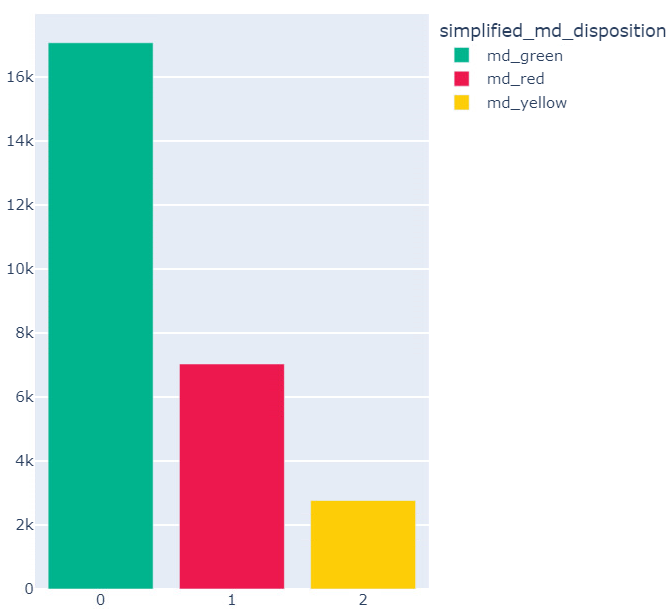 simplified_md_disposition
md_green
md_red
md_yellow
16k
14k
12k
10k
8k
6k
4k
2k
0
0 1 2